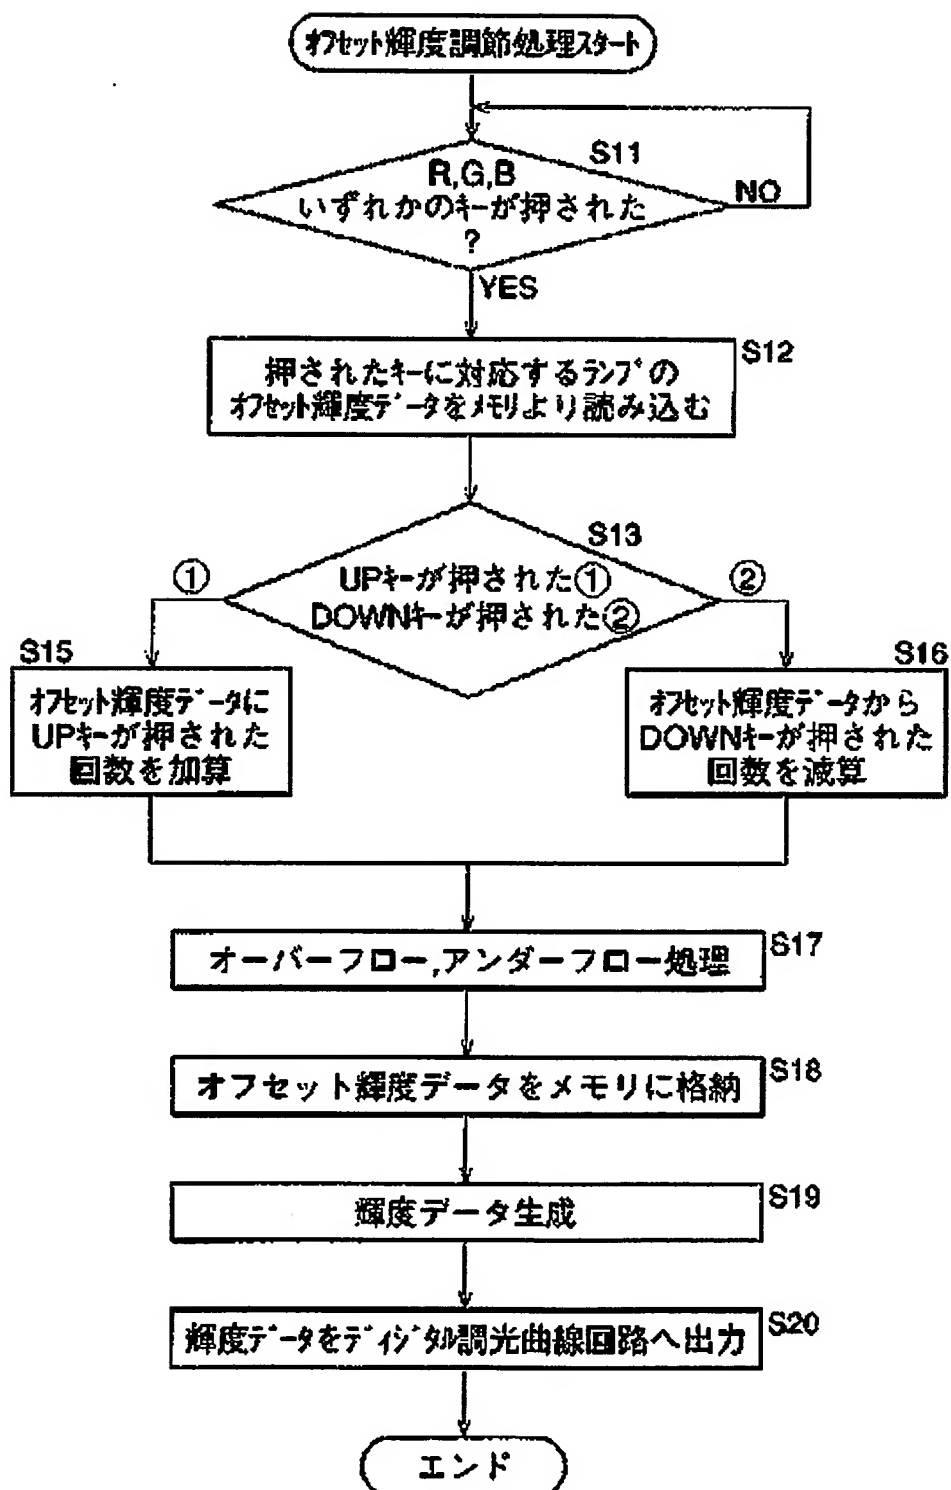 オフセット輝度調節処理スタート
S11
R,G,B
いずれかのキーが押された
?
NO
YES
S12
押されたキーに対応するランプの
オフセット輝度データをメモリより読み込む
S13
①
UPキーが押された①
②
DOWNキーが押された②
S15
オフセット輝度データに
UPキーが押された
回数を加算
S16
オフセット輝度データから
DOWNキーが押された
回数を減算
S17
オーバーフロー,アンダーフロー処理
S18
オフセット輝度データをメモリに格納
S19
輝度データ生成
S20
輝度データをディジタル調光曲線回路へ出力
エンド